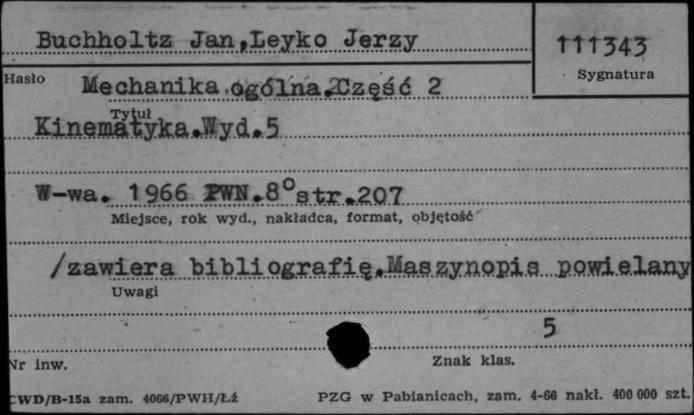 Buchholtz Jan,Leyko Jerzy
111343
Hasło
Sygnatura
Mechanika ogólna.Część 2
Tytuł
Kinematyka.Wyd.5
W-wa. 1966 PWN.8° str.207
Miejsce, rok wyd., nakładca, format, objętość
/zawiera bibliografię.Maszynopis powielany
Uwagi
5
Nr inw.
Znak klas.
CWD/B-15a zam. 4066/PWH/Łź
PZG w Pabianicach, zam. 4-66 nakł. 400 000 szt.